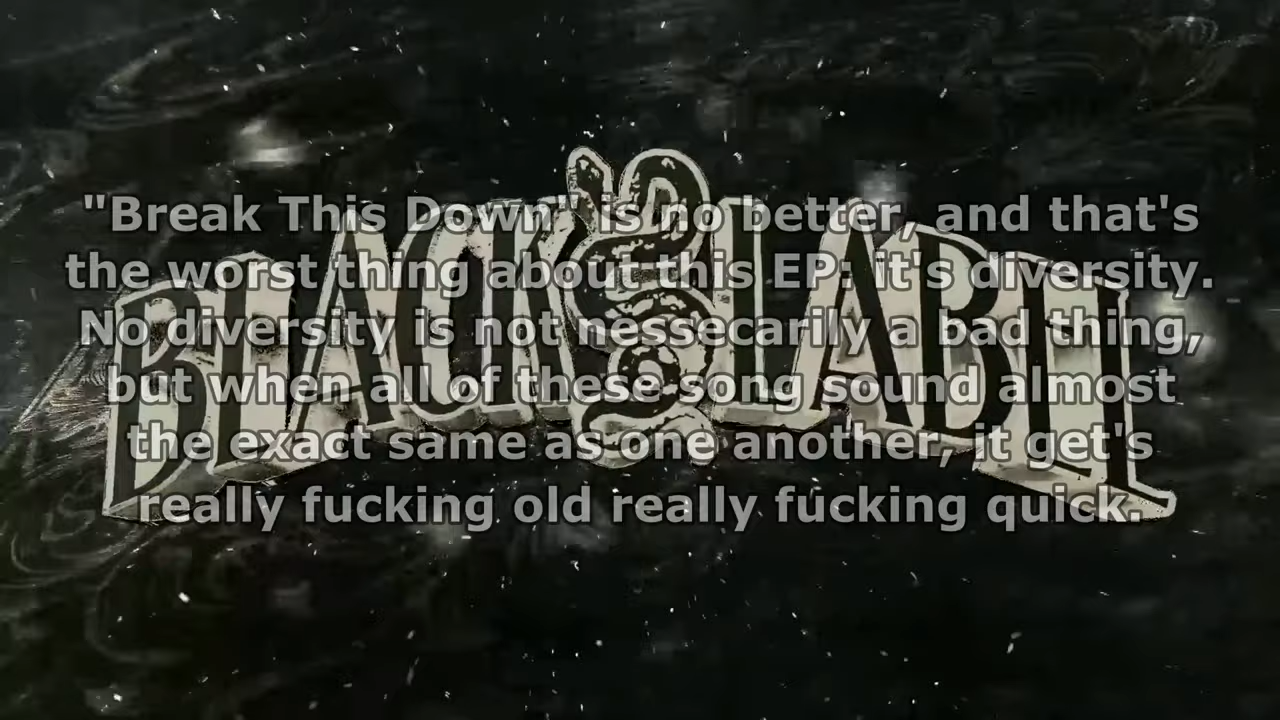 "Break This Down" is no better, and that's
the worst thing about this EP: it's diversity.
No diversity is not nessecarily a bad thing,
but when all of these song sound almost
the exact same as one another, it get's
really fucking old really fucking quick.
BLACK LABEL